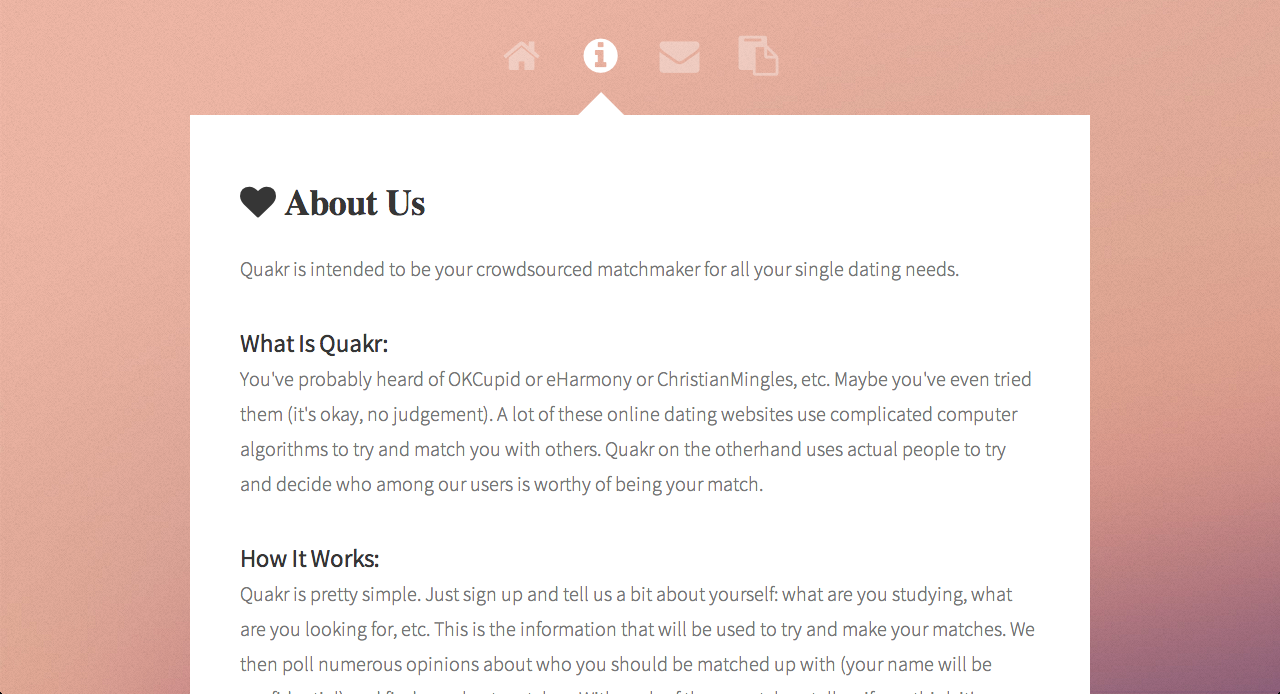 About Us
Quakr is intended to be your crowdsourced matchmaker for all your single dating needs.
What Is Quakr:
You've probably heard of OKCupid or eHarmony or ChristianMingles, etc. Maybe you've even tried
them (it's okay, no judgement). A lot of these online dating websites use complicated computer
algorithms to try and match you with others. Quakr on the otherhand uses actual people to try
and decide who among our users is worthy of being your match.
How It Works:
Quakr is pretty simple. Just sign up and tell us a bit about yourself: what are you studying, what
are you looking for, etc. This is the information that will be used to try and make your matches. We
then poll numerous opinions about who you should be matched up with (your name will be